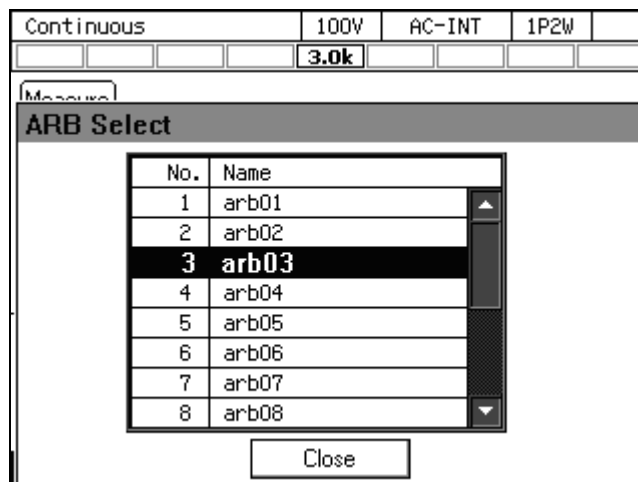 Continuous 100V AC-INT 1P2W
3.0k
Measure
ARB Select
No. Name
1 arb01
2 arb02
3 arb03
4 arb04
5 arb05
6 arb06
7 arb07
8 arb08
Close